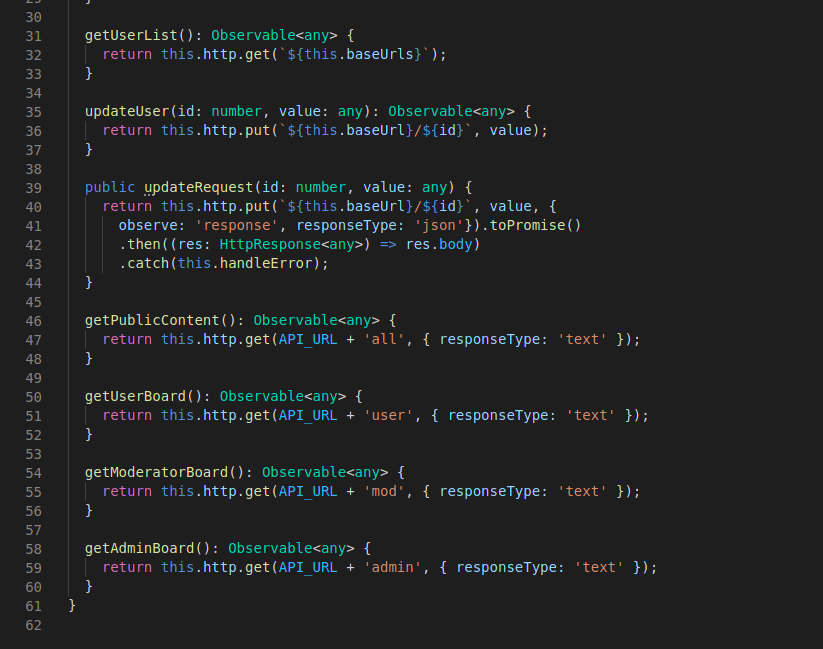 29   }
30
31   getUserList(): Observable<any> {
32     return this.http.get(`${this.baseUrls}`);
33   }
34
35   updateUser(id: number, value: any): Observable<any> {
36     return this.http.put(`${this.baseUrl}/${id}`, value);
37   }
38
39   public updateRequest(id: number, value: any) {
40     return this.http.put(`${this.baseUrl}/${id}`, value, {
41       observe: 'response', responseType: 'json'}).toPromise()
42       .then((res: HttpResponse<any>) => res.body)
43       .catch(this.handleError);
44   }
45
46   getPublicContent(): Observable<any> {
47     return this.http.get(API_URL + 'all', { responseType: 'text' });
48   }
49
50   getUserBoard(): Observable<any> {
51     return this.http.get(API_URL + 'user', { responseType: 'text' });
52   }
53
54   getModeratorBoard(): Observable<any> {
55     return this.http.get(API_URL + 'mod', { responseType: 'text' });
56   }
57
58   getAdminBoard(): Observable<any> {
59     return this.http.get(API_URL + 'admin', { responseType: 'text' });
60   }
61 }
62